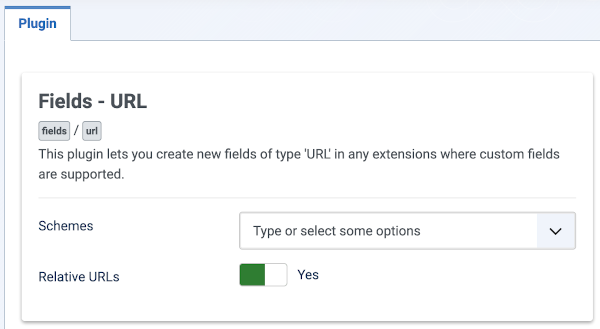 Plugin
Fields - URL
fields / url
This plugin lets you create new fields of type 'URL' in any extensions where custom fields
are supported.
Schemes
Type or select some options
Relative URLs
Yes